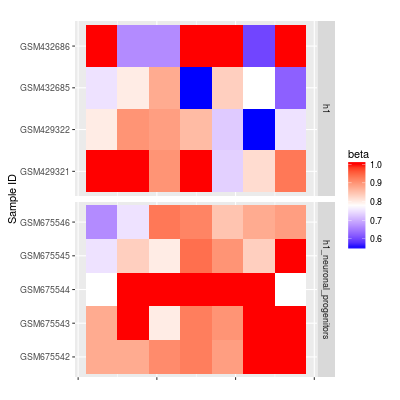 Sample ID
GSM432686
GSM432685
GSM429322
GSM429321
h1
GSM675546
GSM675545
GSM675544
GSM675543
GSM675542
h1_neuronal_progenitors
beta
1.0
0.9
0.8
0.7
0.6